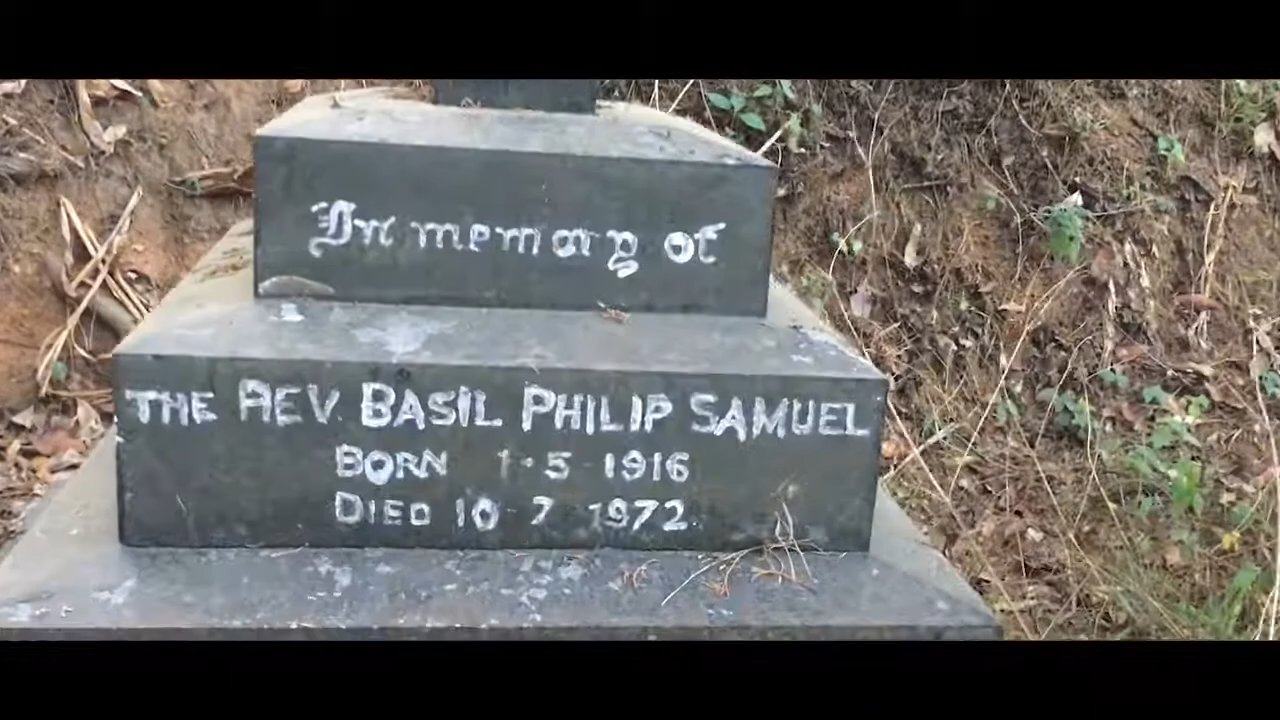 In memory of
THE REV. BASIL PHILIP SAMUEL
BORN 1·5 1916
DIED 10 7 1972.